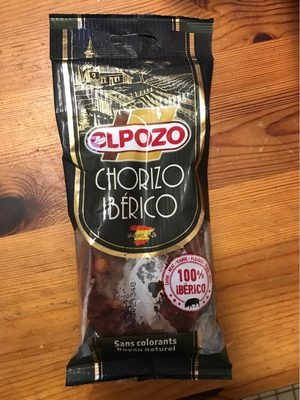 ELPOZO
CHORIZO
iBÉRICO
100%
iBÉRICO
Sans colorants
Boyau naturel